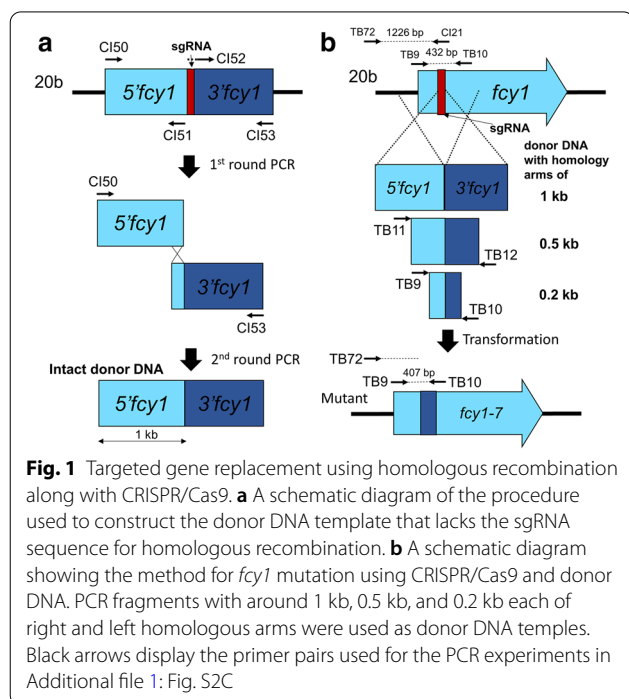 a
sgRNA
CI50
CI52
20b
5'fcy1
3'fcy1
CI51
CI53
1st round PCR
CI50
5'fcy1
3'fcy1
CI53
2nd round PCR
Intact donor DNA
5'fcy1
3'fcy1
1 kb
b
TB72
1226 bp
CI21
TB9
432 bp
TB10
20b
fcy1
sgRNA
donor DNA
with homology
arms of
5'fcy1
3'fcy1
1 kb
TB11
0.5 kb
TB12
TB9
0.2 kb
TB10
Transformation
TB72
407 bp
TB9
TB10
Mutant
fcy1-7
Fig. 1 Targeted gene replacement using homologous recombination
along with CRISPR/Cas9. a A schematic diagram of the procedure
used to construct the donor DNA template that lacks the sgRNA
sequence for homologous recombination. b A schematic diagram
showing the method for fcy1 mutation using CRISPR/Cas9 and donor
DNA. PCR fragments with around 1 kb, 0.5 kb, and 0.2 kb each of
right and left homologous arms were used as donor DNA temples.
Black arrows display the primer pairs used for the PCR experiments in
Additional file 1: Fig. S2C